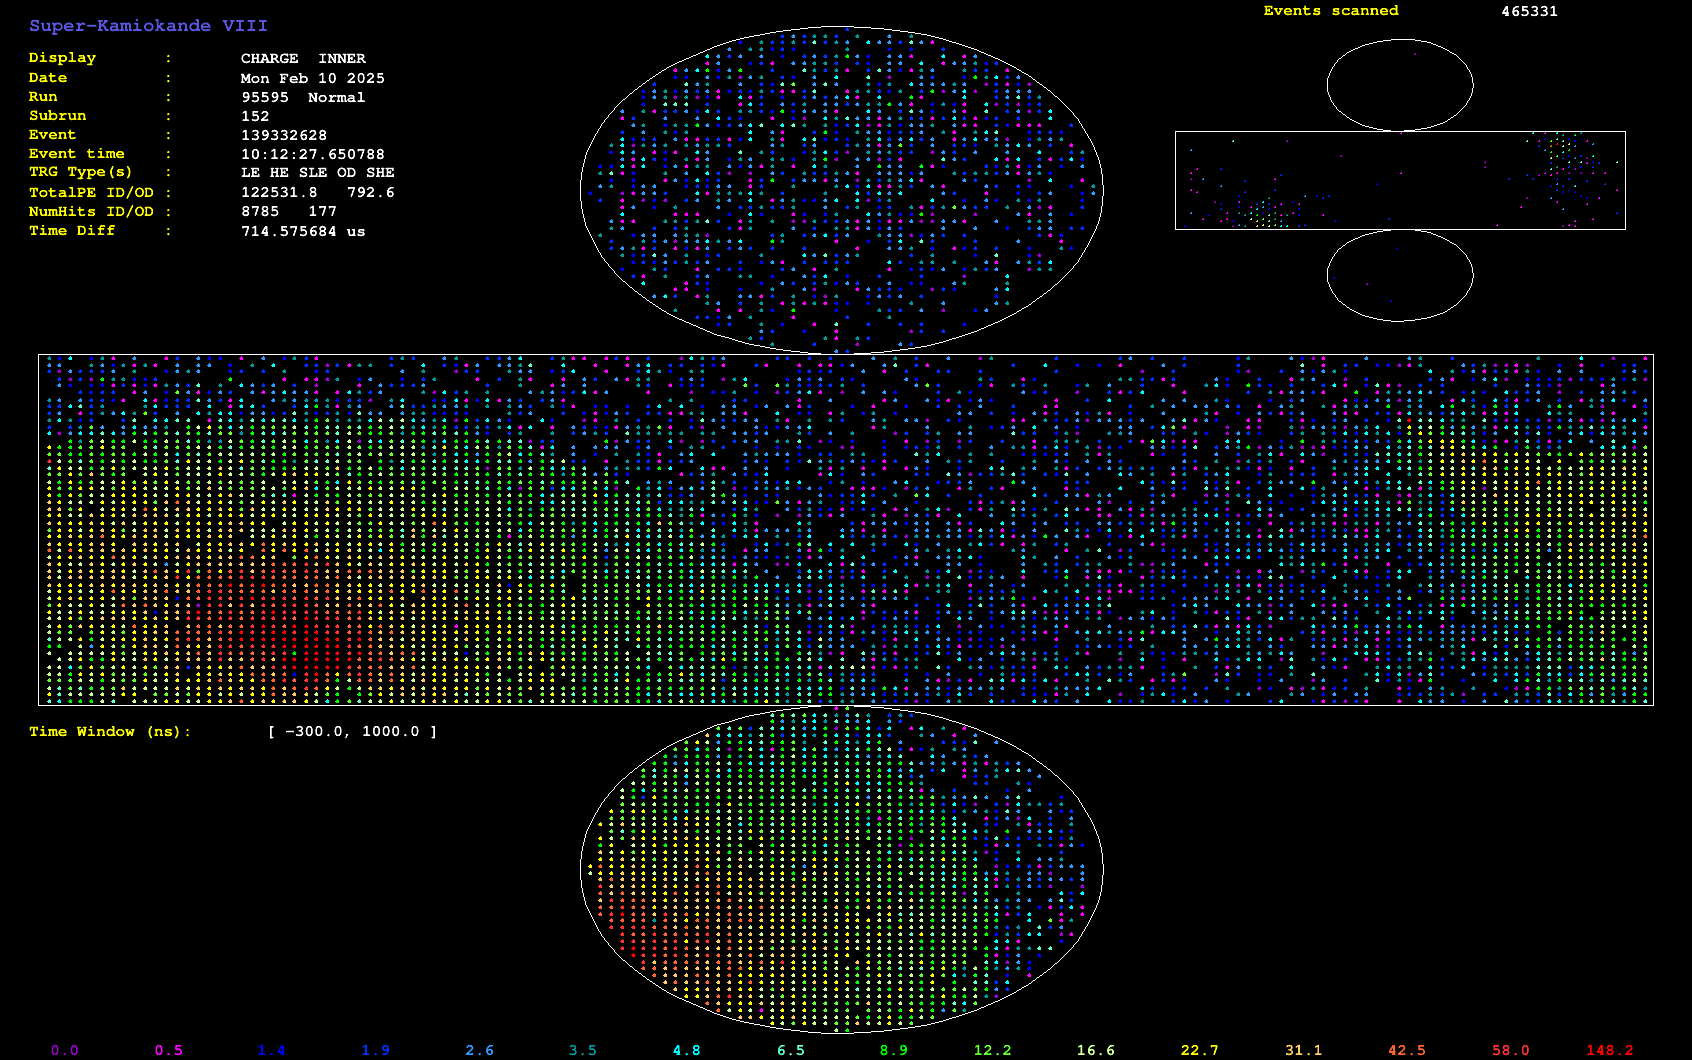 Super-Kamiokande VIII
Events scanned 465331
Display : CHARGE INNER
Date : Mon Feb 10 2025
Run : 95595 Normal
Subrun : 152
Event : 139332628
Event time : 10:12:27.650788
TRG Type(s) : LE HE SLE OD SHE
TotalPE ID/OD : 122531.8 792.6
NumHits ID/OD : 8785 177
Time Diff : 714.575684 us
Time Window (ns): [ -300.0, 1000.0 ]
0.0 0.5 1.4 1.9 2.6 3.5 4.8 6.5 8.9 12.2 16.6 22.7 31.1 42.5 58.0 148.2